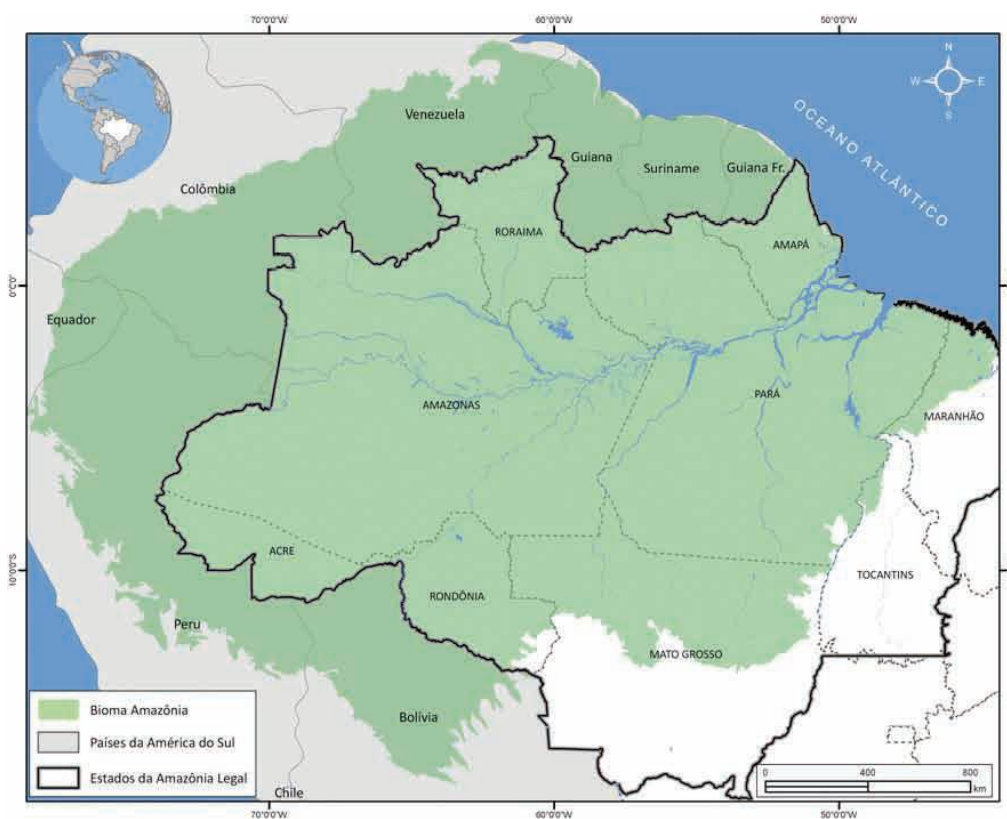 70°0'0"W 60°0'0"W 50°0'0"W
N
W E
S
OCEANO ATLÂNTICO
Venezuela
Guiana
Suriname
Guiana Fr.
Colômbia
RORAIMA
AMAPÁ
0°0'0"
Equador
AMAZONAS
PARÁ
MARANHÃO
ACRE
10°0'0"S
TOCANTINS
RONDÔNIA
Peru
MATO GROSSO
Bolívia
Chile
Bioma Amazônia
Países da América do Sul
Estados da Amazônia Legal
0 400 800
km
70°0'0"W 60°0'0"W 50°0'0"W